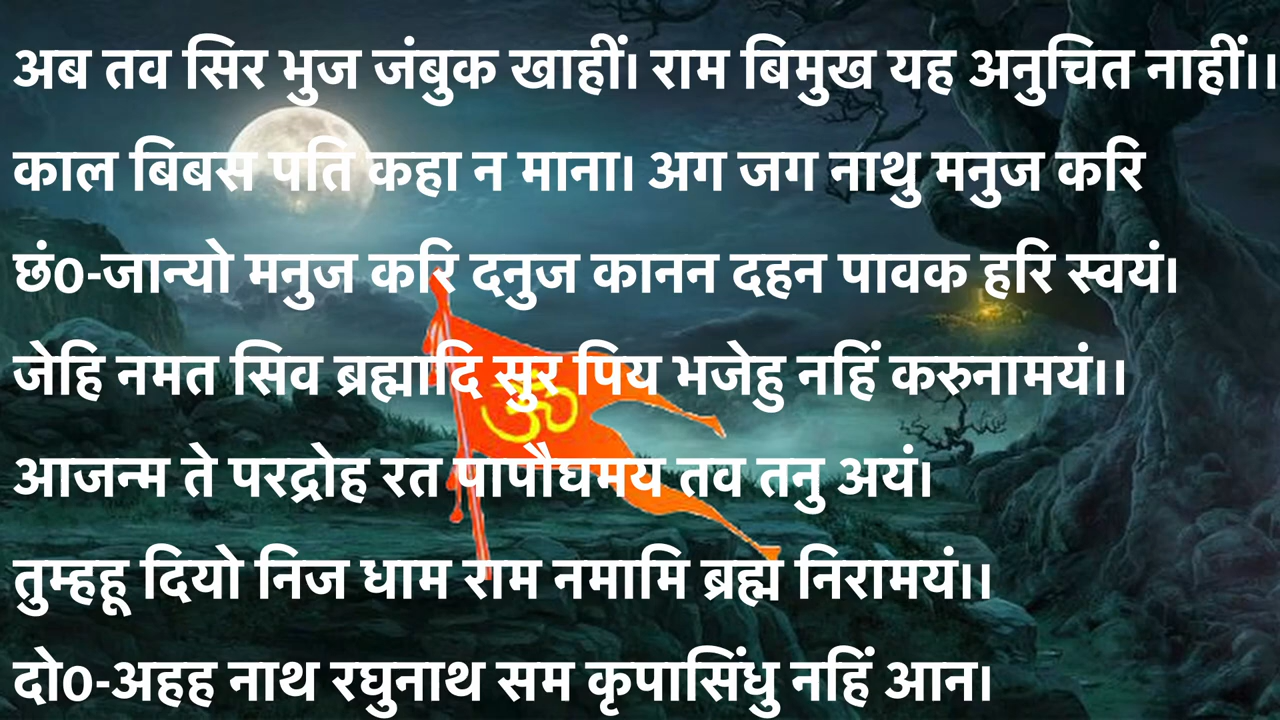 अब तव सिर भुज जंबुक खाहीं। राम बिमुख यह अनुचित नाहीं।।
काल बिबस पति कहा न माना। अग जग नाथु मनुज करि
छं0-जान्यो मनुज करि दनुज कानन दहन पावक हरि स्वयं।
जेहि नमत सिव ब्रह्मादि सुर पिय भजेहु नहिं करुनामयं।।
ॐ
आजन्म ते परद्रोह रत पापौघमय तव तनु अयं।
तुम्हहू दियो निज धाम राम नमामि ब्रह्म निरामयं।।
दो0-अहह नाथ रघुनाथ सम कृपासिंधु नहिं आन।